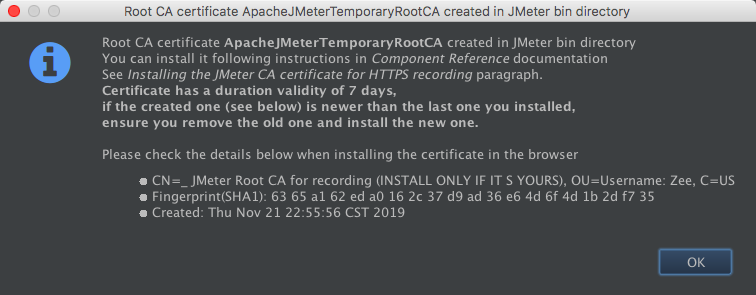 Root CA certificate ApacheJMeterTemporaryRootCA created in JMeter bin directory
Root CA certificate ApacheJMeterTemporaryRootCA created in JMeter bin directory
You can install it following instructions in Component Reference documentation
See Installing the JMeter CA certificate for HTTPS recording paragraph.
Certificate has a duration validity of 7 days,
if the created one (see below) is newer than the last one you installed,
ensure you remove the old one and install the new one.
Please check the details below when installing the certificate in the browser
CN=_ JMeter Root CA for recording (INSTALL ONLY IF IT S YOURS), OU=Username: Zee, C=US
Fingerprint(SHA1): 63 65 a1 62 ed a0 16 2c 37 d9 ad 36 e6 4d 6f 4d 1b 2d f7 35
Created: Thu Nov 21 22:55:56 CST 2019
OK